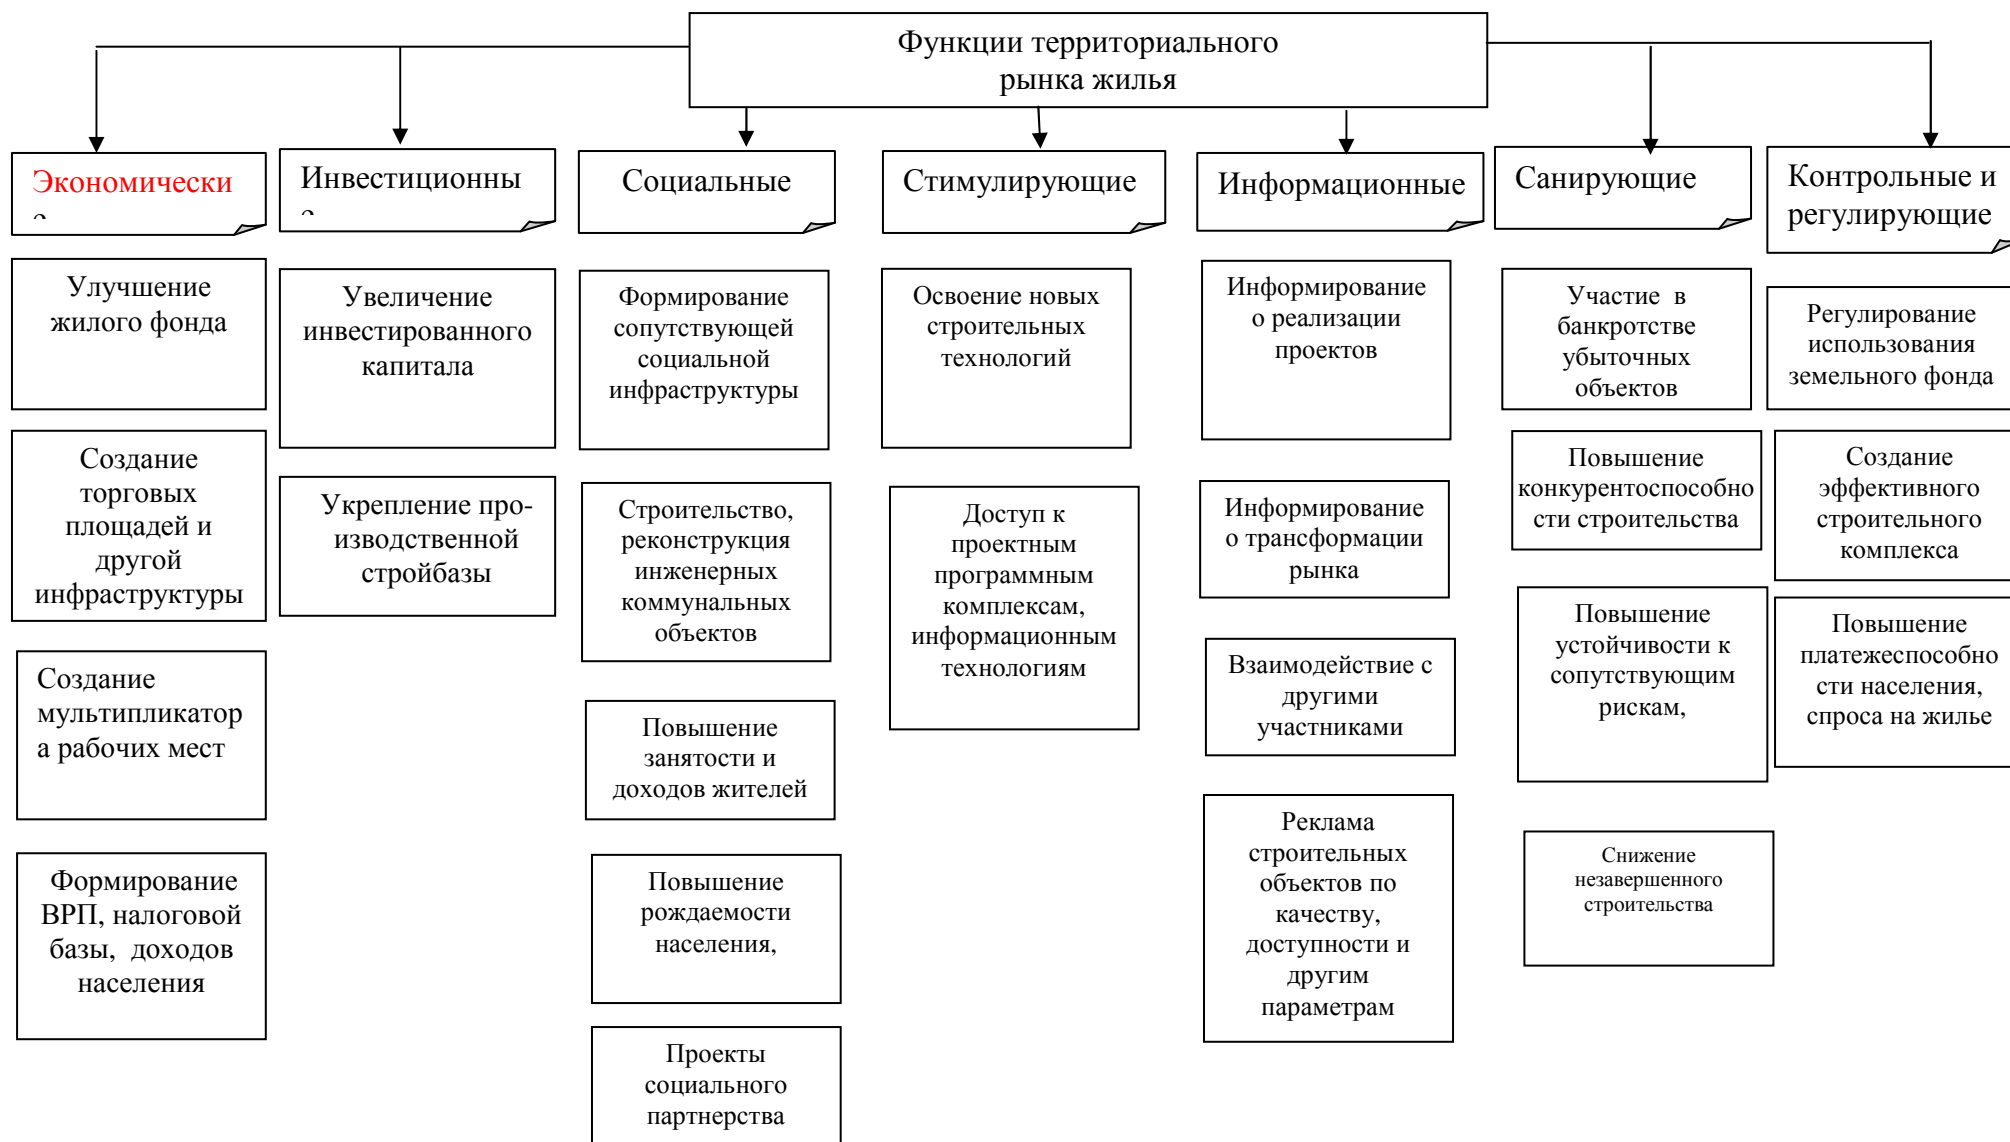 Функции территориального
рынка жилья
Экономически
Инвестиционны
Социальные
Стимулирующие
Информационные
Санирующие
Контрольные и
регулирующие
Улучшение
жилого фонда
Создание
торговых
площадей и
другой
инфраструктуры
Создание
мультипликатор
а рабочих мест
Формирование
ВРП, налоговой
базы, доходов
населения
Увеличение
инвестированного
капитала
Укрепление про-
изводственной
стройбазы
Формирование
сопутствующей
социальной
инфраструктуры
Строительство,
реконструкция
инженерных
коммунальных
объектов
Повышение
занятости и
доходов жителей
Повышение
рождаемости
населения,
Проекты
социального
партнерства
Освоение новых
строительных
технологий
Доступ к
проектным
программным
комплексам,
информационным
технологиям
Информирование
о реализации
проектов
Информирование
о трансформации
рынка
Взаимодействие с
другими
участниками
Реклама
строительных
объектов по
качеству,
доступности и
другим
параметрам
Участие в
банкротстве
убыточных
объектов
Повышение
конкурентоспособно
сти строительства
Повышение
устойчивости к
сопутствующим
рискам,
Снижение
незавершенного
строительства
Регулирование
использования
земельного фонда
Создание
эффективного
строительного
комплекса
Повышение
платежеспособно
сти населения,
спроса на жилье